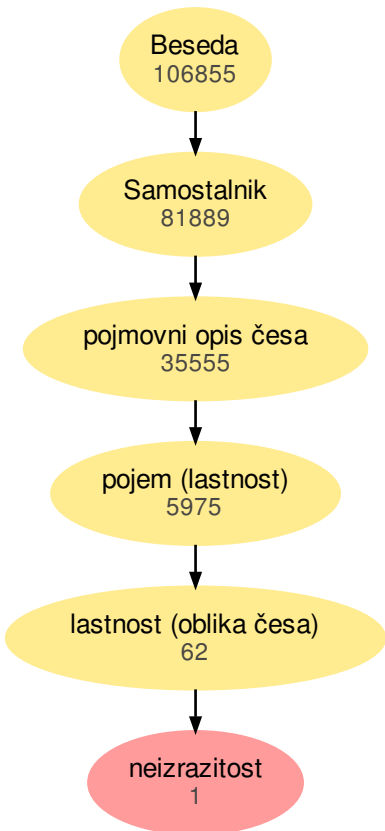 Beseda
106855
Samostalnik
81889
pojmovni opis česa
35555
pojem (lastnost)
5975
lastnost (oblika česa)
62
neizrazitost
1